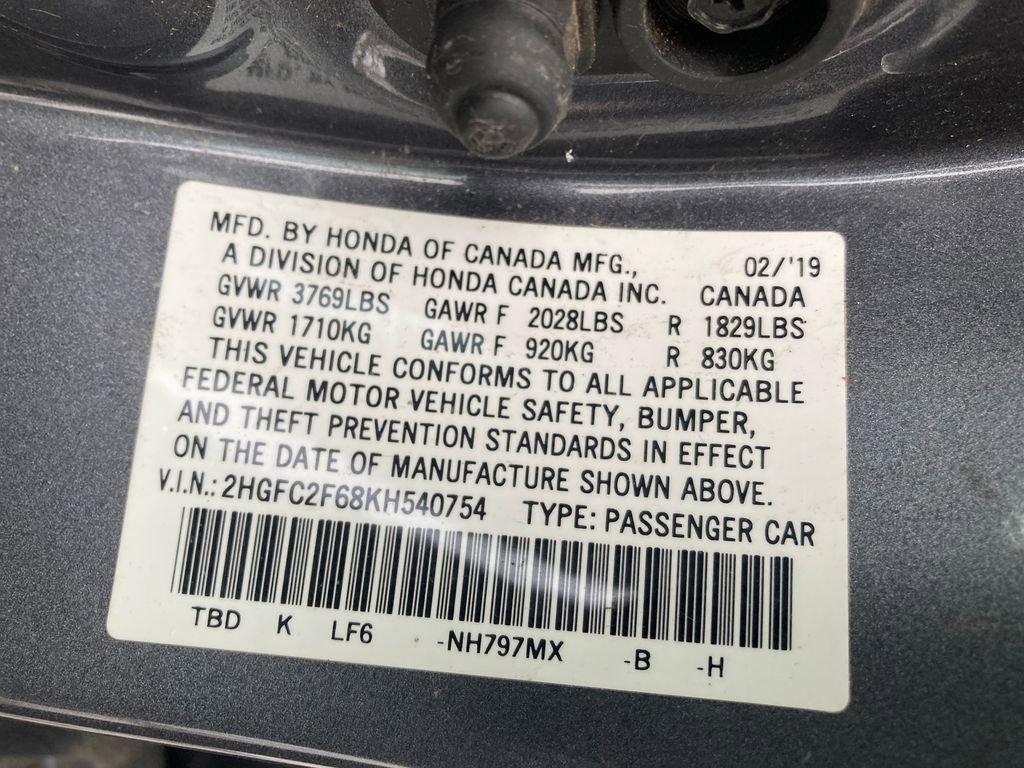 MFD. BY HONDA OF CANADA MFG., 02/'19
A DIVISION OF HONDA CANADA INC. CANADA
GVWR 3769LBS GAWR F 2028LBS R 1829LBS
GVWR 1710KG GAWR F 920KG R 830KG
THIS VEHICLE CONFORMS TO ALL APPLICABLE
FEDERAL MOTOR VEHICLE SAFETY, BUMPER,
AND THEFT PREVENTION STANDARDS IN EFFECT
ON THE DATE OF MANUFACTURE SHOWN ABOVE.
V.I.N.: 2HGFC2F68KH540754 TYPE: PASSENGER CAR
TBD K LF6 -NH797MX -B -H